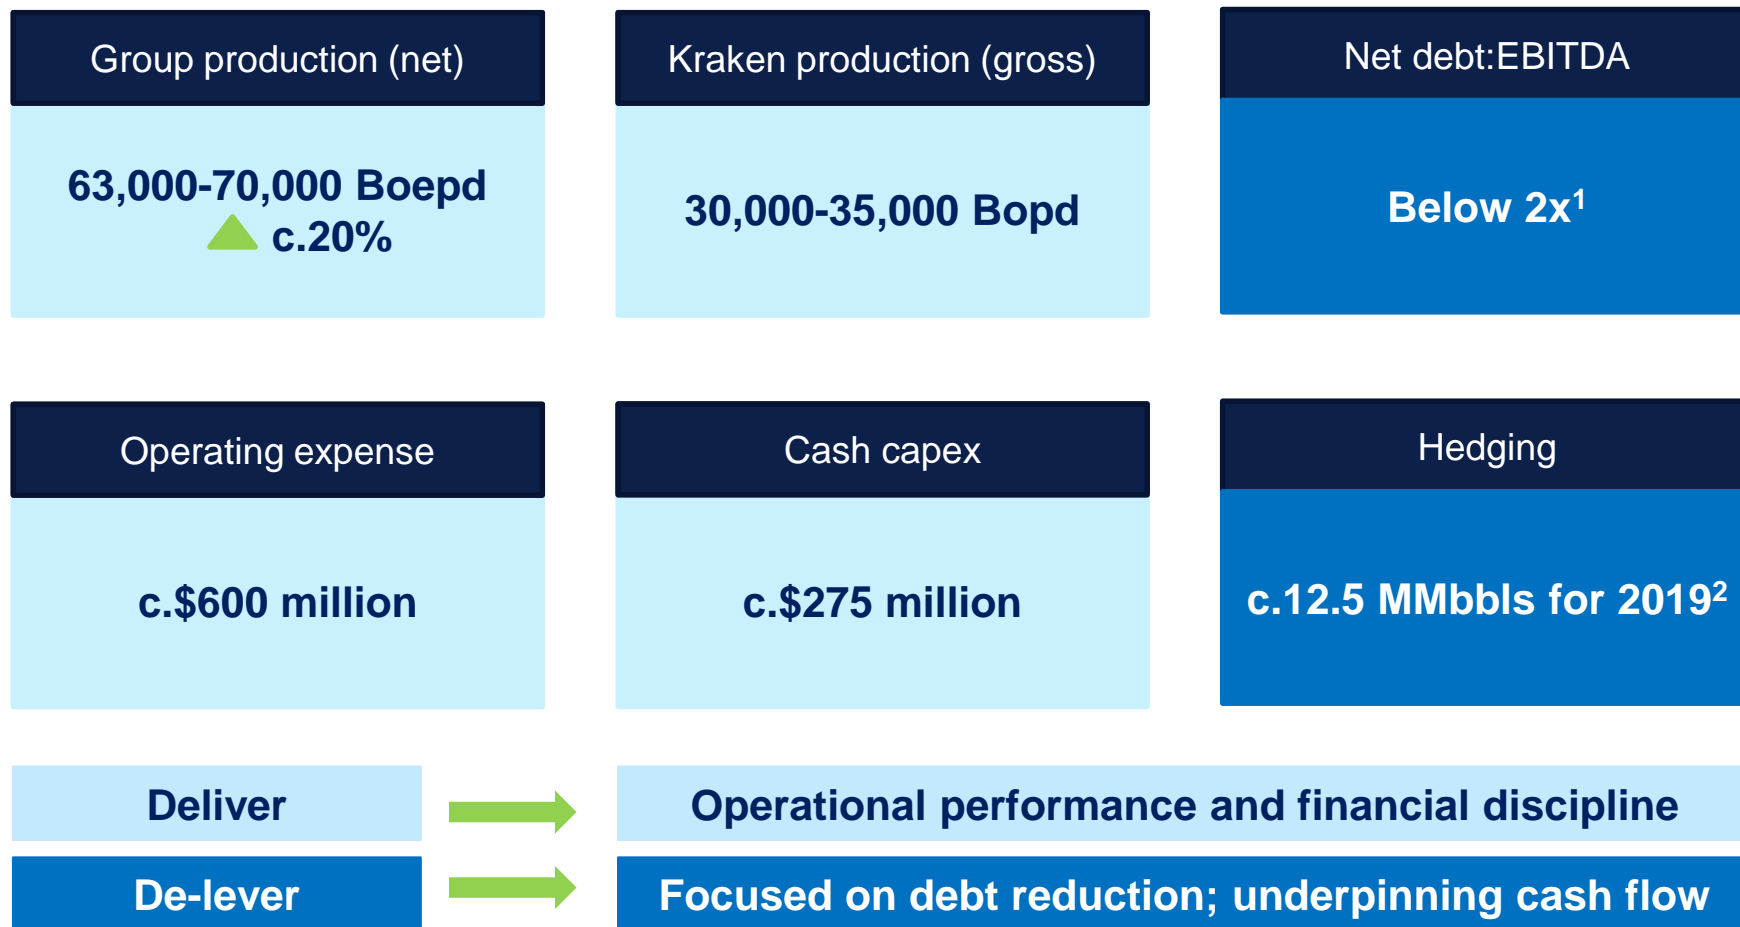 Group production (net)
63,000-70,000 Boepd
c.20%
Kraken production (gross)
30,000-35,000 Bopd
Net debt:EBITDA
Below 2x¹
Operating expense
c.$600 million
Cash capex
c.$275 million
Hedging
c.12.5 MMbbls for 2019²
Deliver
Operational performance and financial discipline
De-lever
Focused on debt reduction; underpinning cash flow